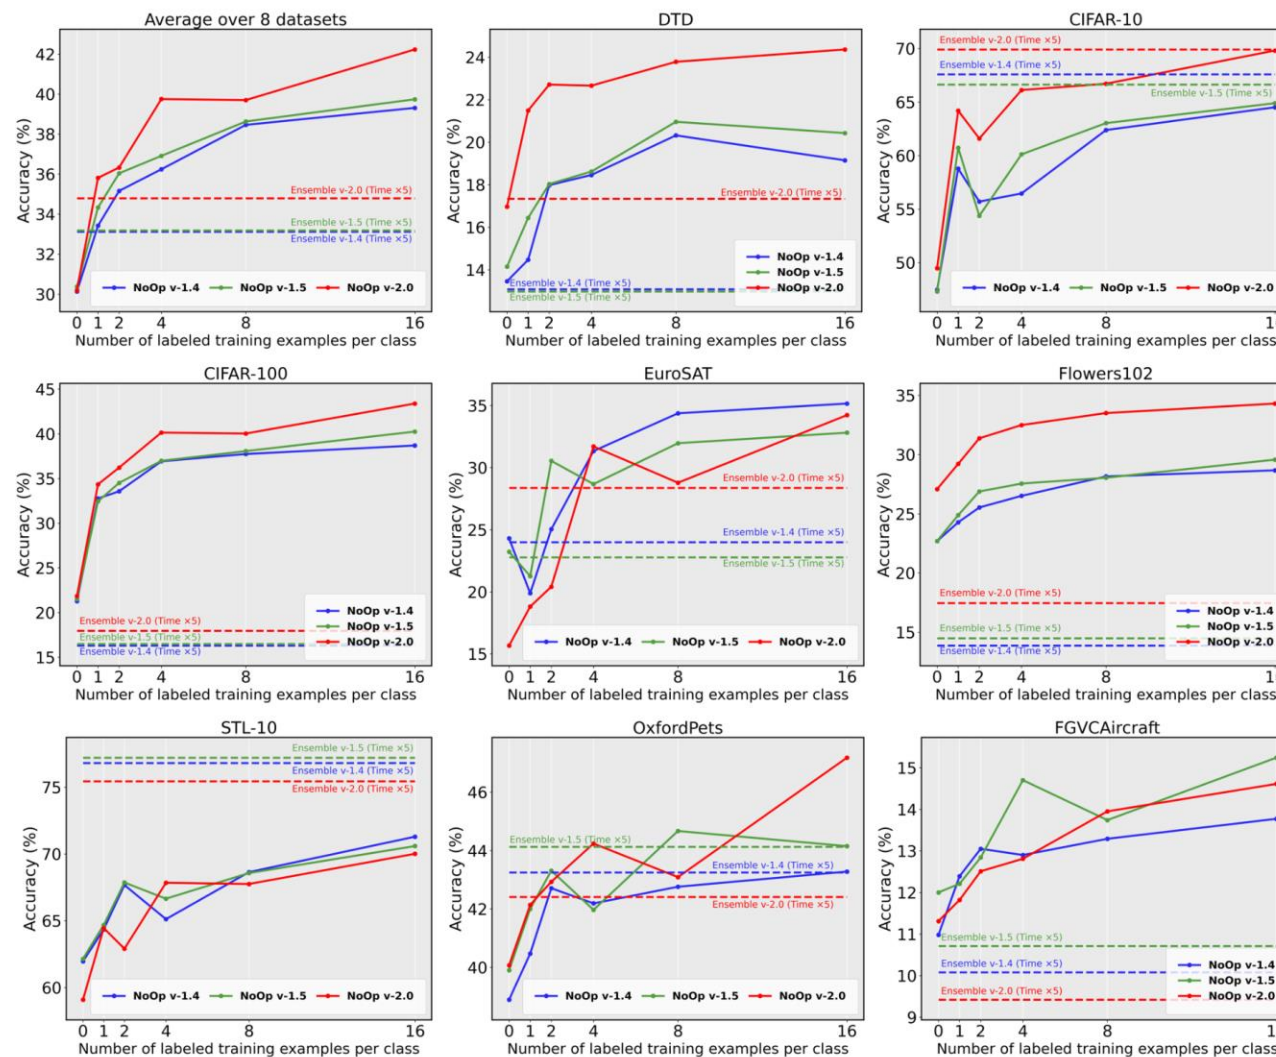 Average over 8 datasets
42
40
38
36
34
32
30
Accuracy (%)
Ensemble v-2.0 (Time ×5)
Ensemble v-1.5 (Time ×5)
Ensemble v-1.4 (Time ×5)
NoOp v-1.4 NoOp v-1.5 NoOp v-2.0
0 1 2 4 8 16
Number of labeled training examples per class
DTD
24
22
20
18
16
14
Accuracy (%)
Ensemble v-2.0 (Time ×5)
Ensemble v-1.4 (Time ×5)
Ensemble v-1.5 (Time ×5)
NoOp v-1.4
NoOp v-1.5
NoOp v-2.0
0 1 2 4 8 16
Number of labeled training examples per class
CIFAR-10
70
65
60
55
50
Accuracy (%)
Ensemble v-2.0 (Time ×5)
Ensemble v-1.4 (Time ×5)
Ensemble v-1.5 (Time ×5)
NoOp v-1.4 NoOp v-1.5 NoOp v-2.0
0 1 2 4 8 1
Number of labeled training examples per class
CIFAR-100
45
40
35
30
25
20
15
Accuracy (%)
Ensemble v-2.0 (Time ×5)
Ensemble v-1.5 (Time ×5)
Ensemble v-1.4 (Time ×5)
NoOp v-1.4
NoOp v-1.5
NoOp v-2.0
0 1 2 4 8 16
Number of labeled training examples per class
EuroSAT
35
30
25
20
15
Accuracy (%)
Ensemble v-2.0 (Time ×5)
Ensemble v-1.4 (Time ×5)
Ensemble v-1.5 (Time ×5)
NoOp v-1.4 NoOp v-1.5 NoOp v-2.0
0 1 2 4 8 16
Number of labeled training examples per class
Flowers102
35
30
25
20
15
Accuracy (%)
Ensemble v-2.0 (Time ×5)
Ensemble v-1.5 (Time ×5)
Ensemble v-1.4 (Time ×5)
NoOp v-1.4
NoOp v-1.5
NoOp v-2.0
0 1 2 4 8 1
Number of labeled training examples per class
STL-10
75
70
65
60
Accuracy (%)
Ensemble v-1.5 (Time ×5)
Ensemble v-1.4 (Time ×5)
Ensemble v-2.0 (Time ×5)
NoOp v-1.4 NoOp v-1.5 NoOp v-2.0
0 1 2 4 8 16
Number of labeled training examples per class
OxfordPets
46
44
42
40
Accuracy (%)
Ensemble v-1.5 (Time ×5)
Ensemble v-1.4 (Time ×5)
Ensemble v-2.0 (Time ×5)
NoOp v-1.4 NoOp v-1.5 NoOp v-2.0
0 1 2 4 8 16
Number of labeled training examples per class
FGVCAircraft
15
14
13
12
11
10
9
Accuracy (%)
Ensemble v-1.5 (Time ×5)
Ensemble v-1.4 (Time ×5)
Ensemble v-2.0 (Time ×5)
NoOp v-1.4
NoOp v-1.5
NoOp v-2.0
0 1 2 4 8 1
Number of labeled training examples per class